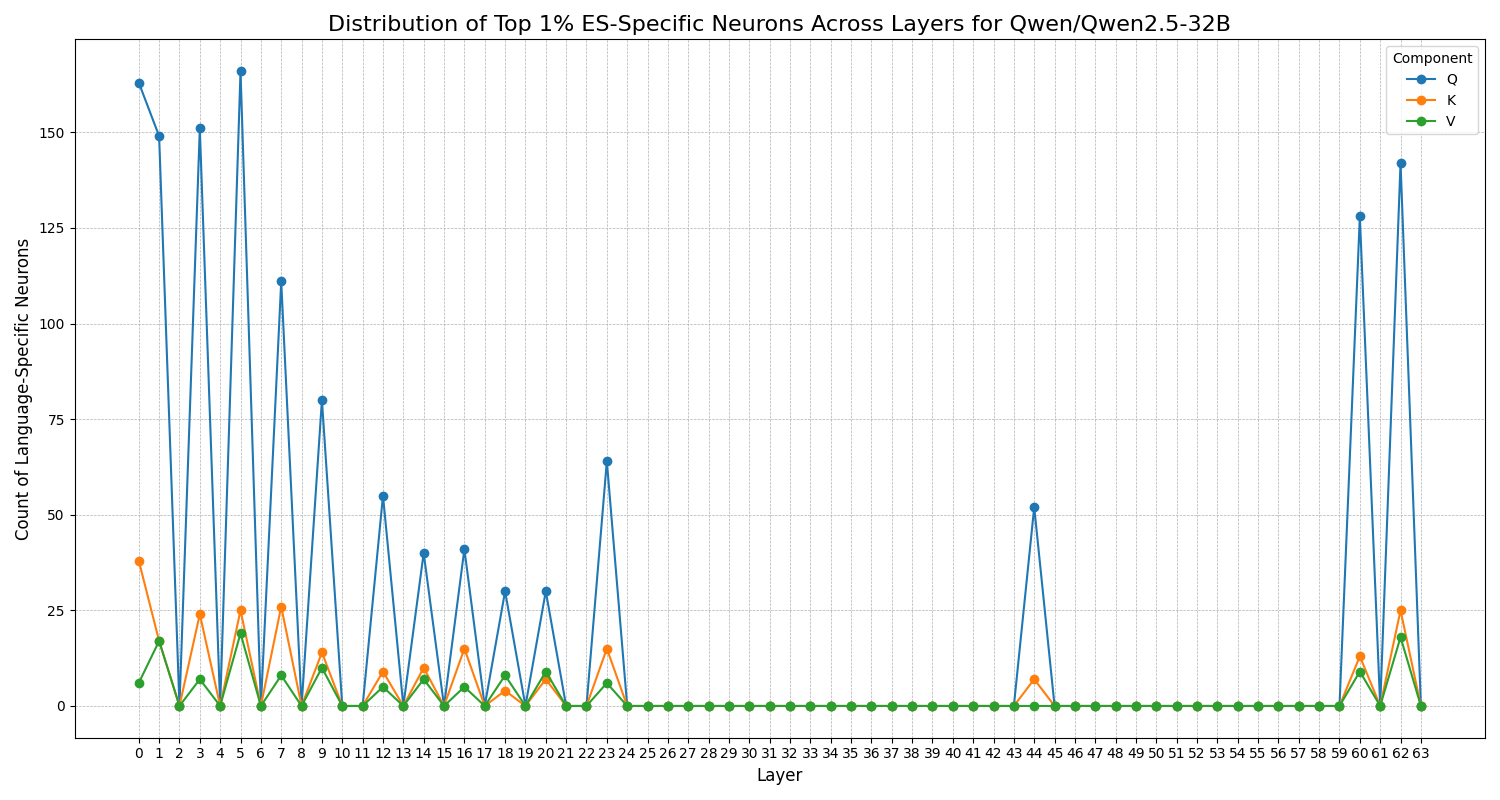 Distribution of Top 1% ES-Specific Neurons Across Layers for Qwen/Qwen2.5-32B
Component
Q
K
V
Count of Language-Specific Neurons
150
125
100
75
50
25
0
0 1 2 3 4 5 6 7 8 9 10 11 12 13 14 15 16 17 18 19 20 21 22 23 24 25 26 27 28 29 30 31 32 33 34 35 36 37 38 39 40 41 42 43 44 45 46 47 48 49 50 51 52 53 54 55 56 57 58 59 60 61 62 63
Layer